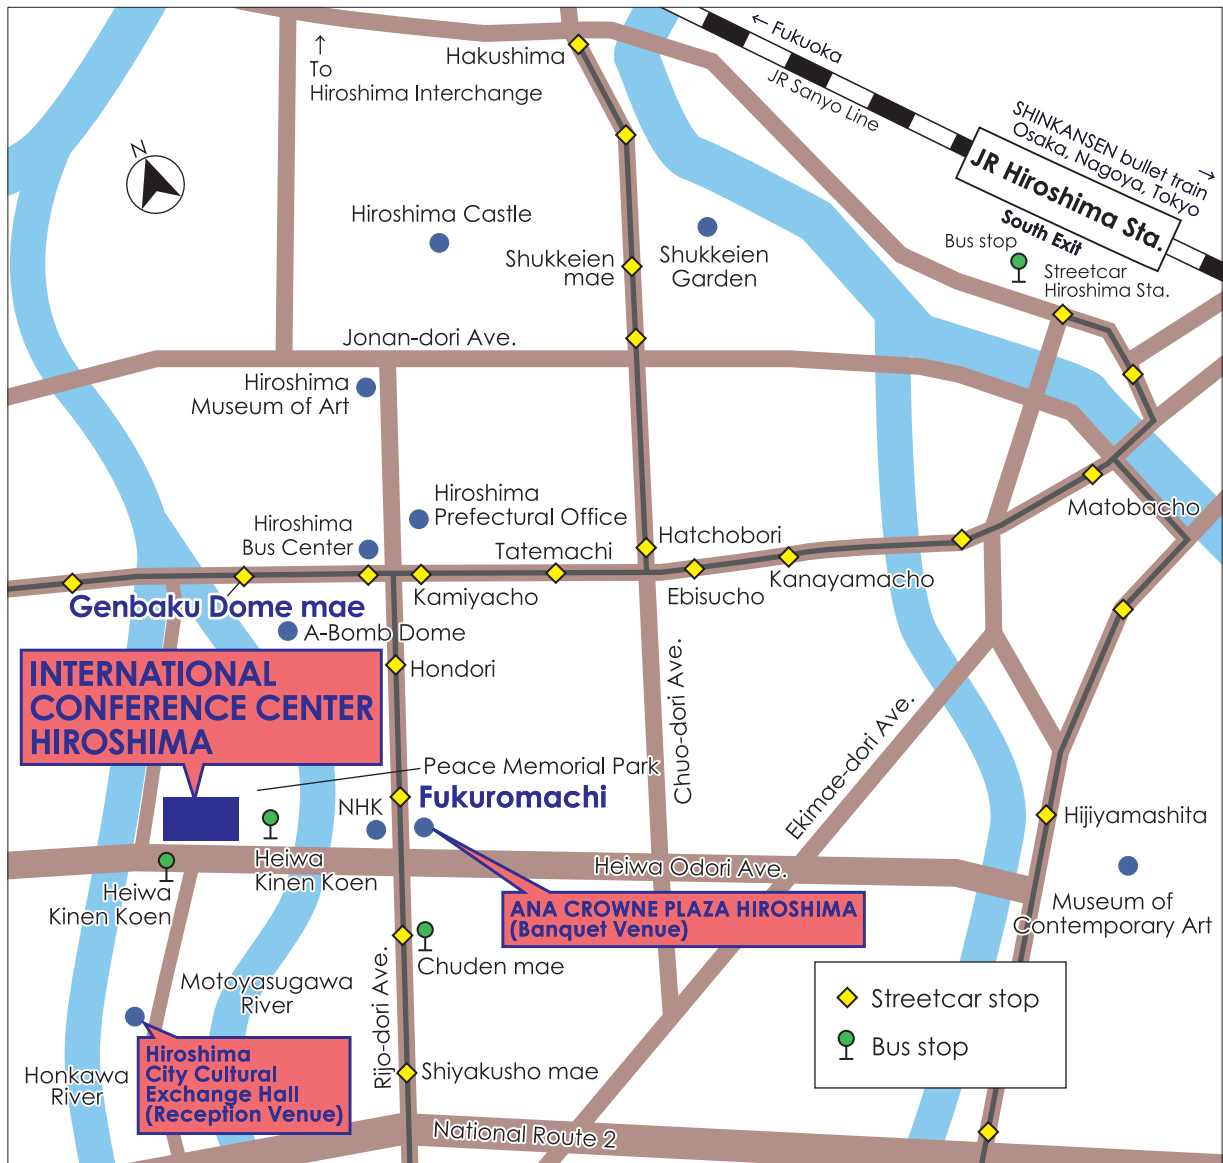 ← Fukuoka
Hakushima
↑
To
Hiroshima Interchange
JR Sanyo Line
SHINKANSEN bullet train →
Osaka, Nagoya, Tokyo
N
JR Hiroshima Sta.
South Exit
Hiroshima Castle
Shukkeien
mae
Shukkeien
Garden
Bus stop
Streetcar
Hiroshima Sta.
Jonan-dori Ave.
Hiroshima
Museum of Art
Hiroshima
Prefectural Office
Matobacho
Hiroshima
Bus Center
Tatemachi
Hatchobori
Kamiyacho
Ebisucho
Kanayamacho
Genbaku Dome mae
A-Bomb Dome
INTERNATIONAL
CONFERENCE CENTER
HIROSHIMA
Hondori
Chuo-dori Ave.
Ekimae-dori Ave.
Peace Memorial Park
Fukuromachi
NHK
Hijiyamashita
Heiwa
Kinen Koen
Heiwa
Kinen Koen
Heiwa Odori Ave.
Museum of
Contemporary Art
ANA CROWNE PLAZA HIROSHIMA
(Banquet Venue)
Chuden mae
Motoyasugawa
River
Rijo-dori Ave.
Streetcar stop
Bus stop
Hiroshima
City Cultural
Exchange Hall
(Reception Venue)
Honkawa
River
Shiyakusho mae
National Route 2